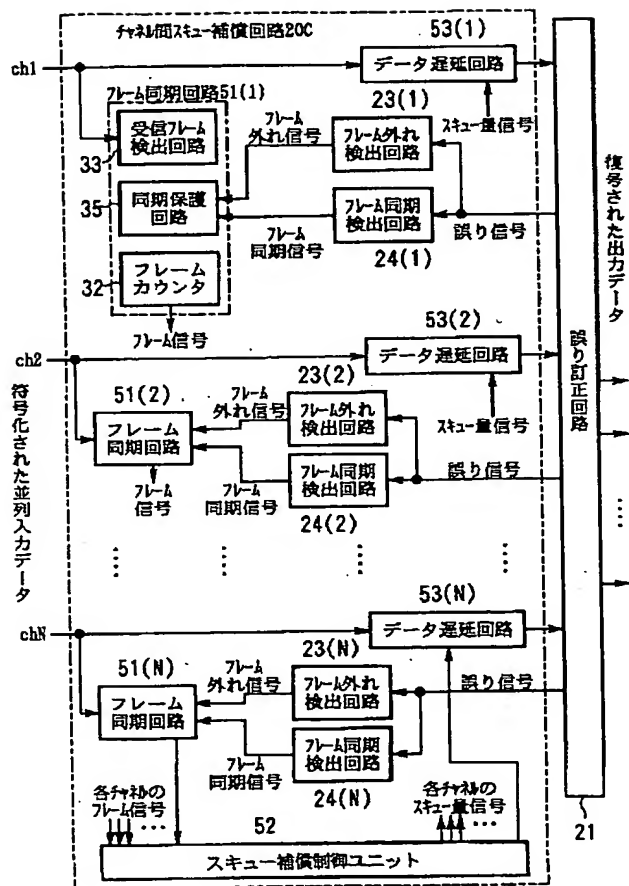 チャネル間スキュー補償回路20C
53(1)
ch1
データ遅延回路
フレーム同期回路51(1)
23(1)
スキュー量信号
受信フレーム
検出回路
33
フレーム
外れ信号
フレーム外れ
検出回路
同期保護
回路
35
フレーム同期
検出回路
フレーム
同期信号
誤り信号
24(1)
フレーム
カウンタ
32
フレーム信号
53(2)
ch2
データ遅延回路
51(2)
23(2)
フレーム
外れ信号
フレーム外れ
検出回路
スキュー量信号
フレーム
同期回路
フレーム
信号
フレーム
同期信号
フレーム同期
検出回路
誤り信号
24(2)
53(N)
chN
データ遅延回路
51(N)
23(N)
フレーム
外れ信号
フレーム外れ
検出回路
誤り信号
フレーム
同期回路
フレーム
同期信号
フレーム同期
検出回路
24(N)
各チャネルの
フレーム信号
52
各チャネルの
スキュー量信号
スキュー補償制御ユニット
21
符号化された並列入力データ
誤り訂正回路
復号された出力データ